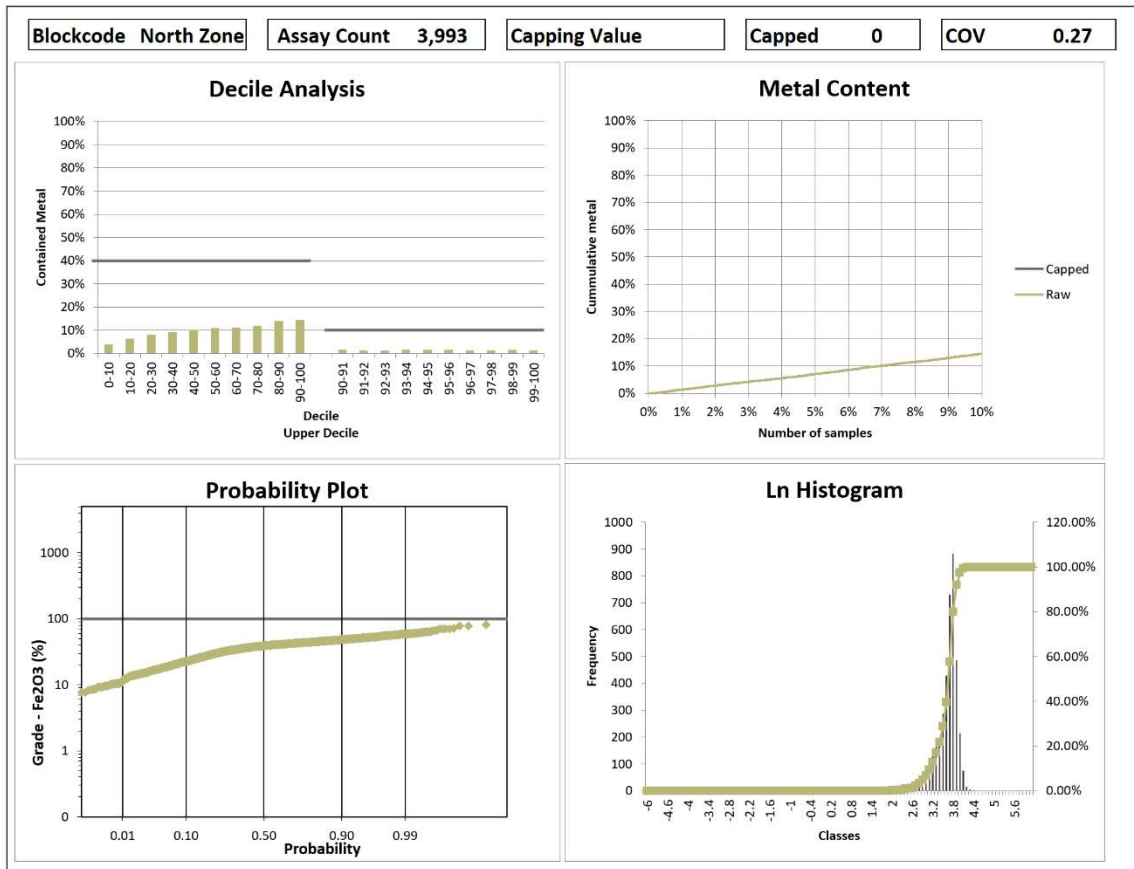 Blockcode North Zone
Assay Count 3,993
Capping Value
Capped 0
COV 0.27
Decile Analysis
Contained Metal
100%
90%
80%
70%
60%
50%
40%
30%
20%
10%
0%
0-10 10-20 20-30 30-40 40-50 50-60 60-70 70-80 80-90 90-100 90-91 91-92 92-93 93-94 94-95 95-96 96-97 97-98 98-99 99-100
Decile
Upper Decile
Metal Content
Cummulative metal
100%
90%
80%
70%
60%
50%
40%
30%
20%
10%
0%
0% 1% 2% 3% 4% 5% 6% 7% 8% 9% 10%
Number of samples
Capped
Raw
Probability Plot
Grade - Fe2O3 (%)
1000
100
10
1
0
0.01 0.10 0.50 0.90 0.99
Probability
Ln Histogram
Frequency
1000
900
800
700
600
500
400
300
200
100
0
120.00%
100.00%
80.00%
60.00%
40.00%
20.00%
0.00%
-6 -4.6 -4 -3.4 -2.8 -2.2 -1.6 -1 -0.4 0.2 0.8 1.4 2 2.6 3.2 3.8 4.4 5 5.6
Classes